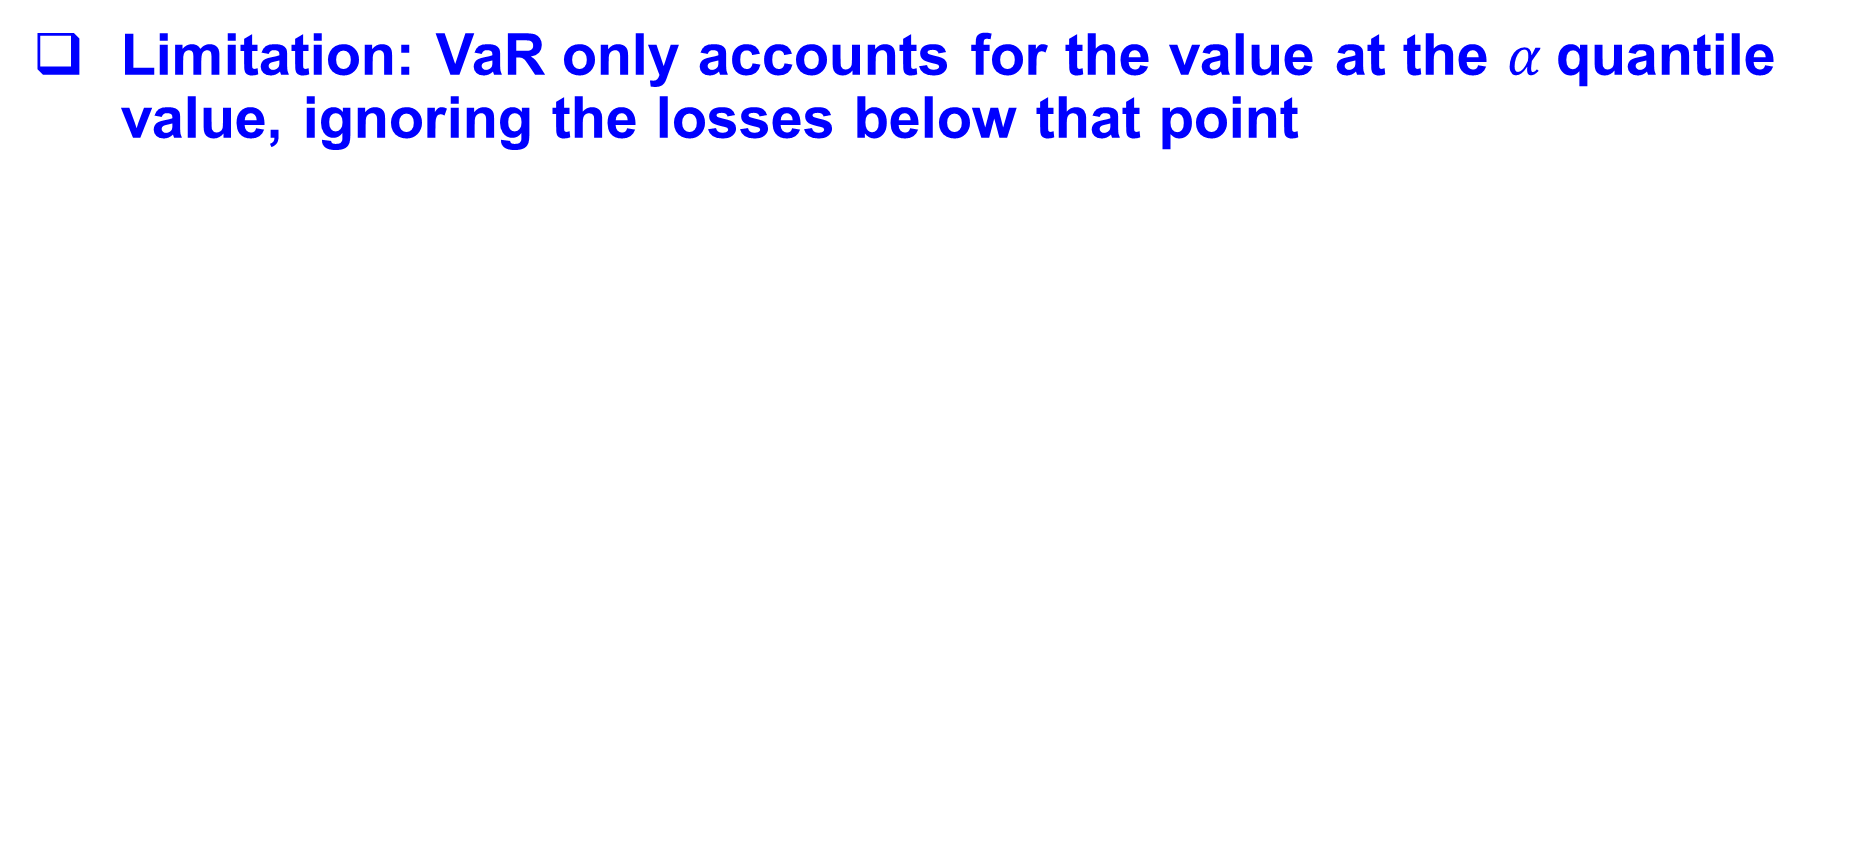 ❑ Limitation: VaR only accounts for the value at the 𝛼 quantile
value, ignoring the losses below that point